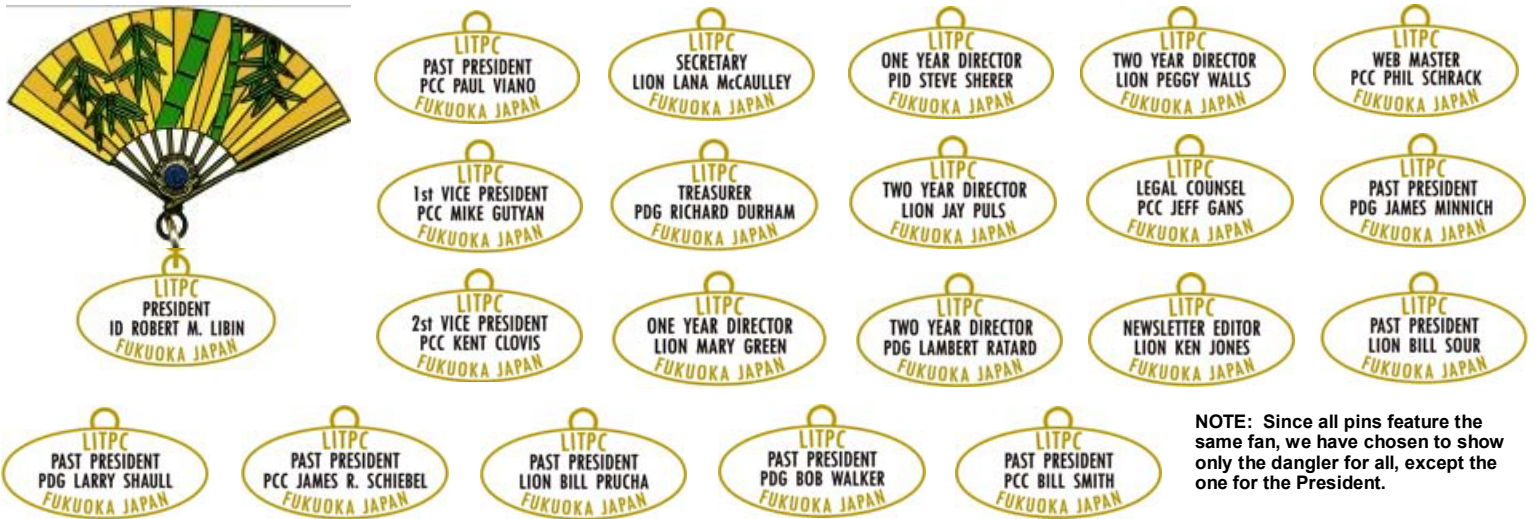 LITPC
PRESIDENT
ID ROBERT M. LIBIN
FUKUOKA JAPAN
LITPC
PAST PRESIDENT
PCC PAUL VIANO
FUKUOKA JAPAN
LITPC
SECRETARY
LION LANA McCAULLEY
FUKUOKA JAPAN
LITPC
ONE YEAR DIRECTOR
PID STEVE SHERER
FUKUOKA JAPAN
LITPC
TWO YEAR DIRECTOR
LION PEGGY WALLS
FUKUOKA JAPAN
LITPC
WEB MASTER
PCC PHIL SCHRACK
FUKUOKA JAPAN
LITPC
1st VICE PRESIDENT
PCC MIKE GUTYAN
FUKUOKA JAPAN
LITPC
TREASURER
PDG RICHARD DURHAM
FUKUOKA JAPAN
LITPC
TWO YEAR DIRECTOR
LION JAY PULS
FUKUOKA JAPAN
LITPC
LEGAL COUNSEL
PCC JEFF GANS
FUKUOKA JAPAN
LITPC
PAST PRESIDENT
PDG JAMES MINNICH
FUKUOKA JAPAN
LITPC
2st VICE PRESIDENT
PCC KENT CLOVIS
FUKUOKA JAPAN
LITPC
ONE YEAR DIRECTOR
LION MARY GREEN
FUKUOKA JAPAN
LITPC
TWO YEAR DIRECTOR
PDG LAMBERT RATARD
FUKUOKA JAPAN
LITPC
NEWSLETTER EDITOR
LION KEN JONES
FUKUOKA JAPAN
LITPC
PAST PRESIDENT
LION BILL SOUR
FUKUOKA JAPAN
LITPC
PAST PRESIDENT
PDG LARRY SHAULL
FUKUOKA JAPAN
LITPC
PAST PRESIDENT
PCC JAMES R. SCHIEBEL
FUKUOKA JAPAN
LITPC
PAST PRESIDENT
LION BILL PRUCHA
FUKUOKA JAPAN
LITPC
PAST PRESIDENT
PDG BOB WALKER
FUKUOKA JAPAN
LITPC
PAST PRESIDENT
PCC BILL SMITH
FUKUOKA JAPAN
NOTE: Since all pins feature the
same fan, we have chosen to show
only the dangler for all, except the
one for the President.